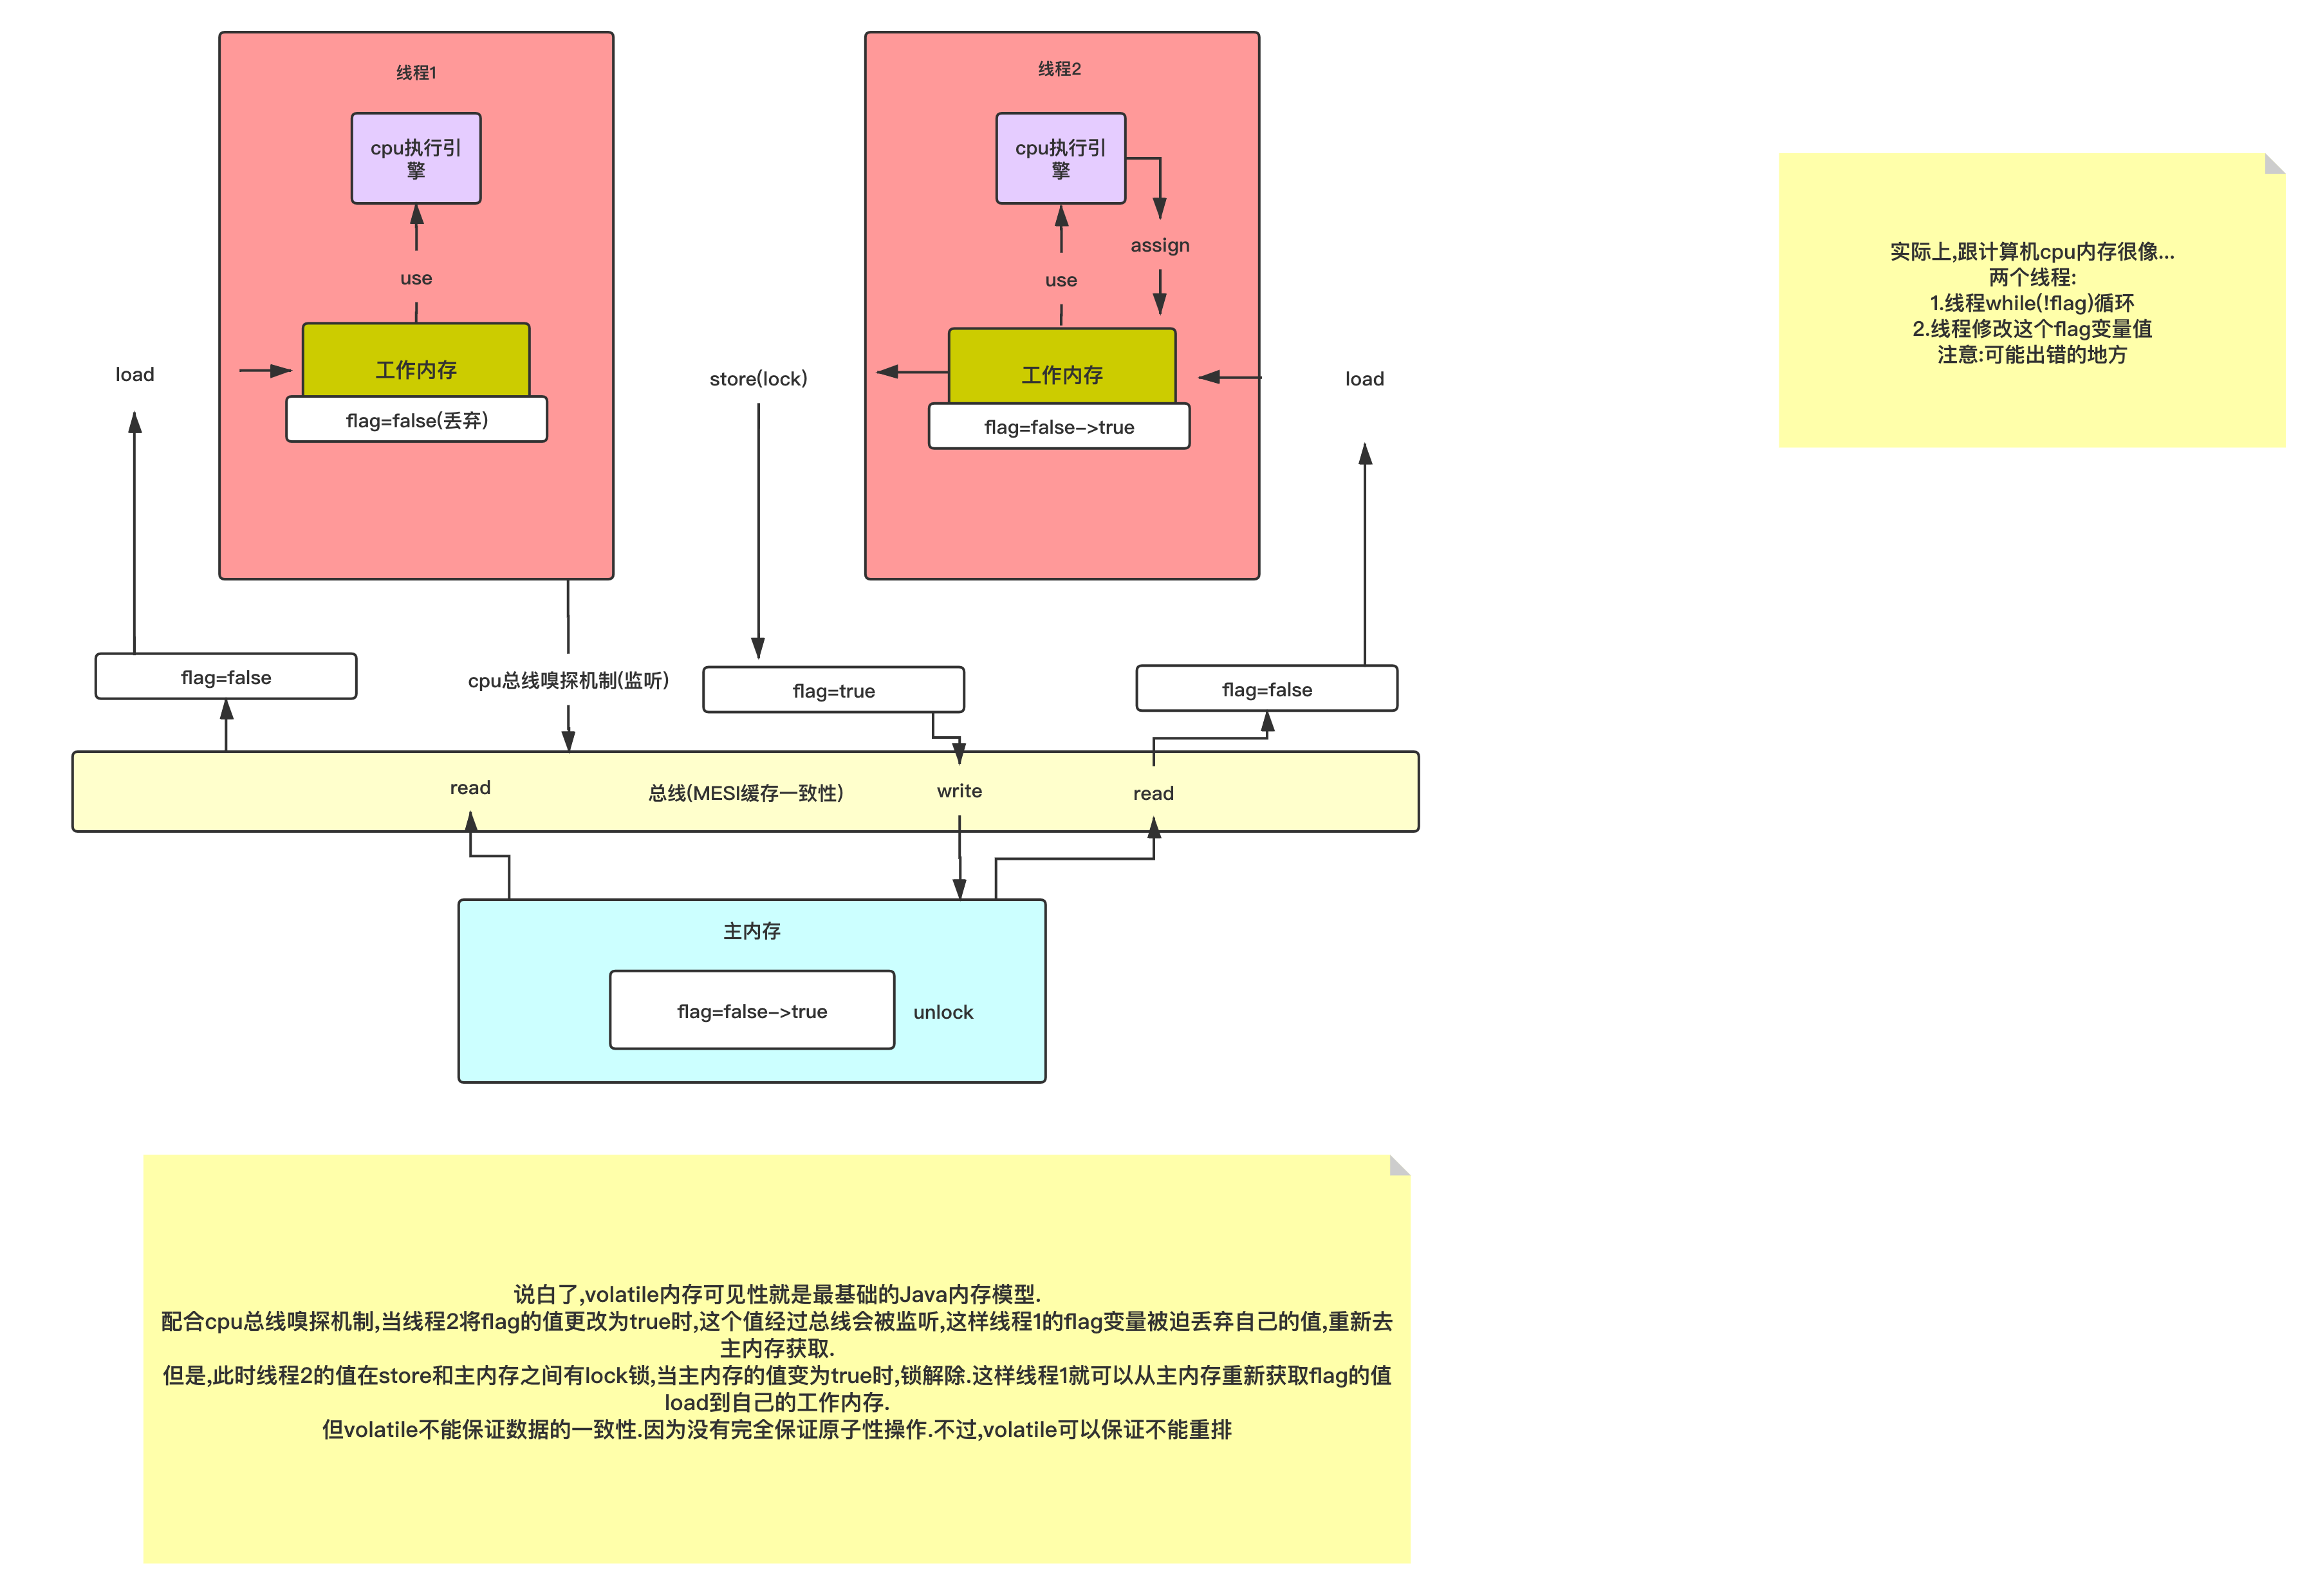 线程1
cpu执行引
擎
use
工作内存
flag=false(丢弃)
load
线程2
cpu执行引
擎
assign
use
工作内存
flag=false->true
store(lock)
load
实际上,跟计算机cpu内存很像...
两个线程:
1.线程while(!flag)循环
2.线程修改这个flag变量值
注意:可能出错的地方
flag=false
cpu总线嗅探机制(监听)
flag=true
flag=false
read
总线(MESI缓存一致性)
write
read
主内存
flag=false->true
unlock
说白了,volatile内存可见性就是最基础的Java内存模型.
配合cpu总线嗅探机制,当线程2将flag的值更改为true时,这个值经过总线会被监听,这样线程1的flag变量被迫丢弃自己的值,重新去
主内存获取.
但是,此时线程2的值在store和主内存之间有lock锁,当主内存的值变为true时,锁解除.这样线程1就可以从主内存重新获取flag的值
load到自己的工作内存.
但volatile不能保证数据的一致性.因为没有完全保证原子性操作.不过,volatile可以保证不能重排